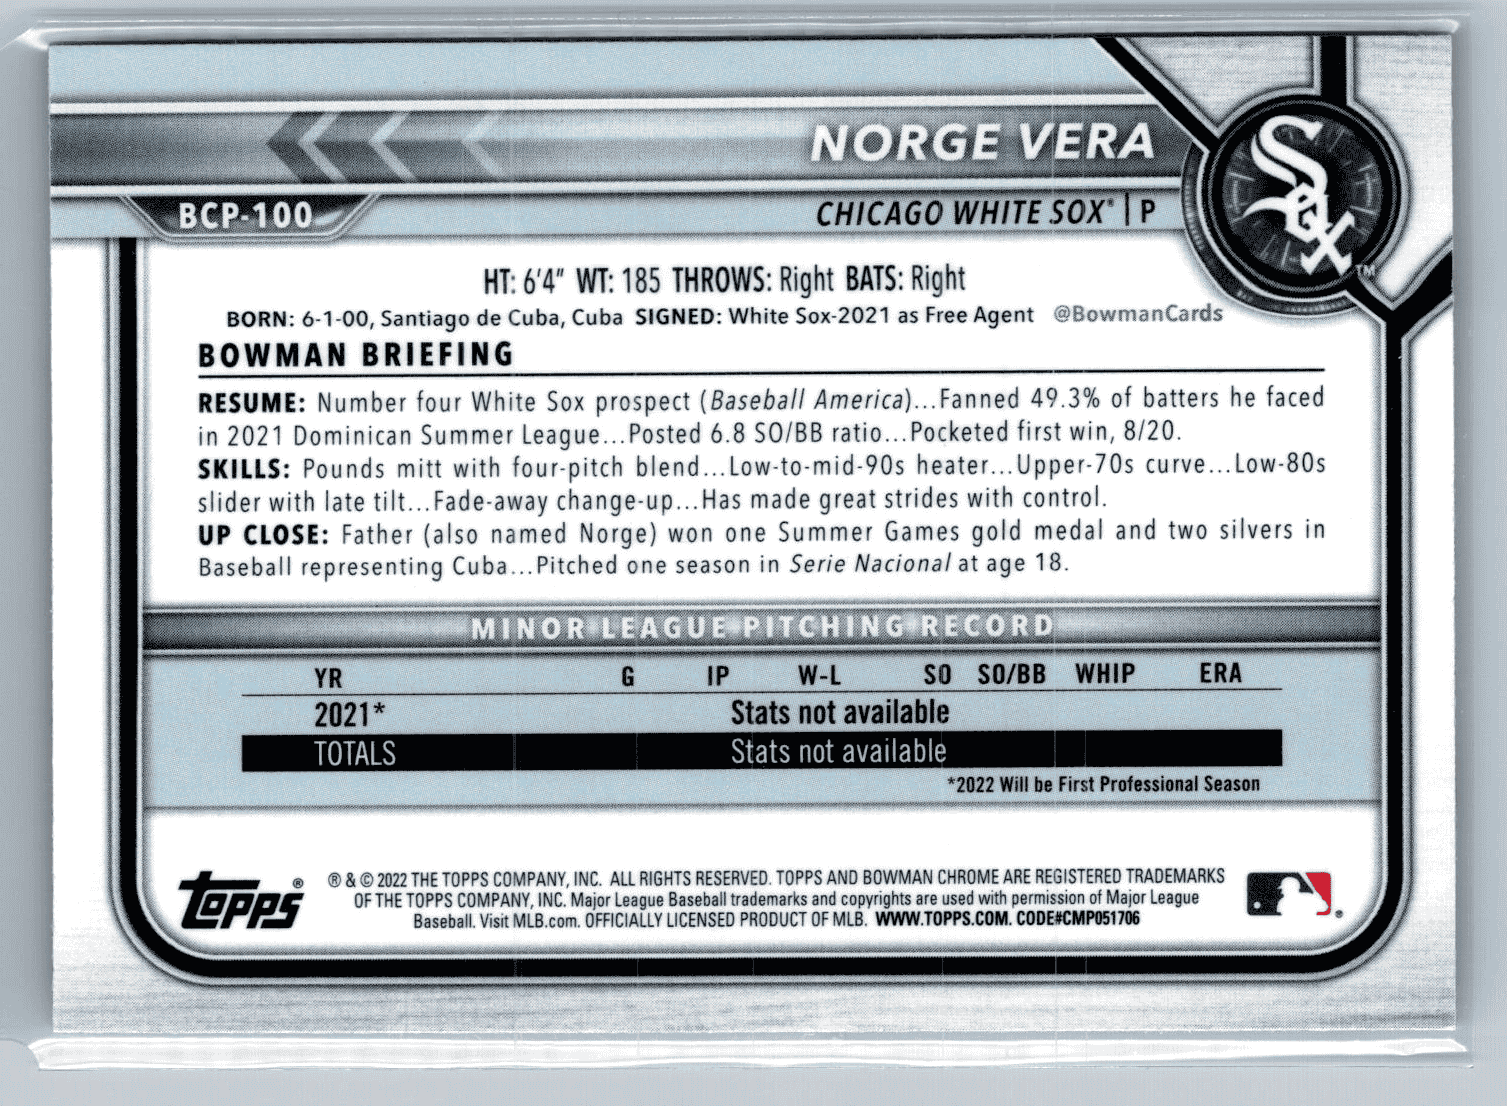 NORGE VERA
BCP-100
CHICAGO WHITE SOX® | P
Sox
TM
HT: 6'4" WT: 185 THROWS: Right BATS: Right
BORN: 6-1-00, Santiago de Cuba, Cuba SIGNED: White Sox-2021 as Free Agent @BowmanCards
BOWMAN BRIEFING
RESUME: Number four White Sox prospect (Baseball America)...Fanned 49.3% of batters he faced
in 2021 Dominican Summer League...Posted 6.8 SO/BB ratio...Pocketed first win, 8/20.
SKILLS: Pounds mitt with four-pitch blend...Low-to-mid-90s heater...Upper-70s curve...Low-80s
slider with late tilt...Fade-away change-up...Has made great strides with control.
UP CLOSE: Father (also named Norge) won one Summer Games gold medal and two silvers in
Baseball representing Cuba...Pitched one season in Serie Nacional at age 18.
MINOR LEAGUE PITCHING RECORD
YR G IP W-L SO SO/BB WHIP ERA
2021* Stats not available
TOTALS Stats not available
*2022 Will be First Professional Season
Topps®
® & © 2022 THE TOPPS COMPANY, INC. ALL RIGHTS RESERVED. TOPPS AND BOWMAN CHROME ARE REGISTERED TRADEMARKS
OF THE TOPPS COMPANY, INC. Major League Baseball trademarks and copyrights are used with permission of Major League
Baseball. Visit MLB.com. OFFICIALLY LICENSED PRODUCT OF MLB. WWW.TOPPS.COM. CODE#CMP051706